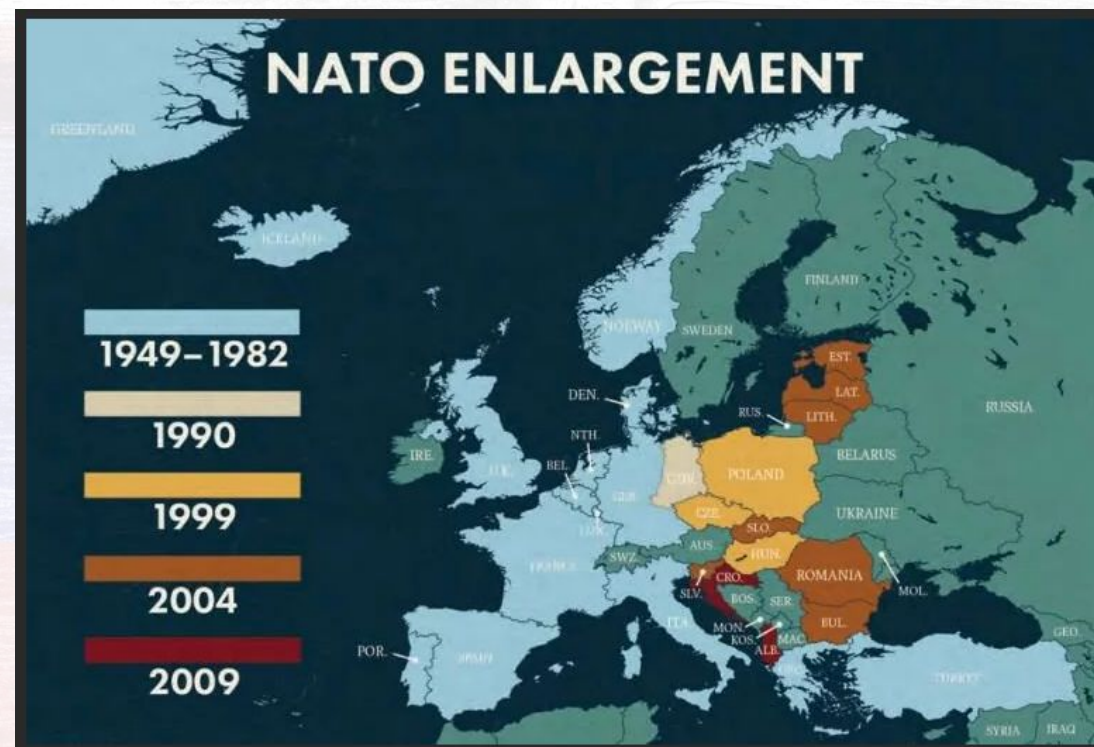 NATO ENLARGEMENT
GREENLAND
ICELAND
1949–1982
1990
1999
2004
2009
NORWAY
SWEDEN
FINLAND
RUSSIA
EST.
LAT.
LITH.
RUS.
DEN.
NTH.
BEL.
LUX.
IRE.
U.K.
GER.
GER.
POLAND
BELARUS
UKRAINE
CZE.
SLO.
AUS.
HUN.
SWZ.
FRANCE
ROMANIA
MOL.
SLV.
CRO.
BOS.
SER.
BUL.
MON.
KOS.
MAC.
ALB.
ITA.
POR.
SPAIN
TURKEY
GEO.
SYRIA
IRAQ